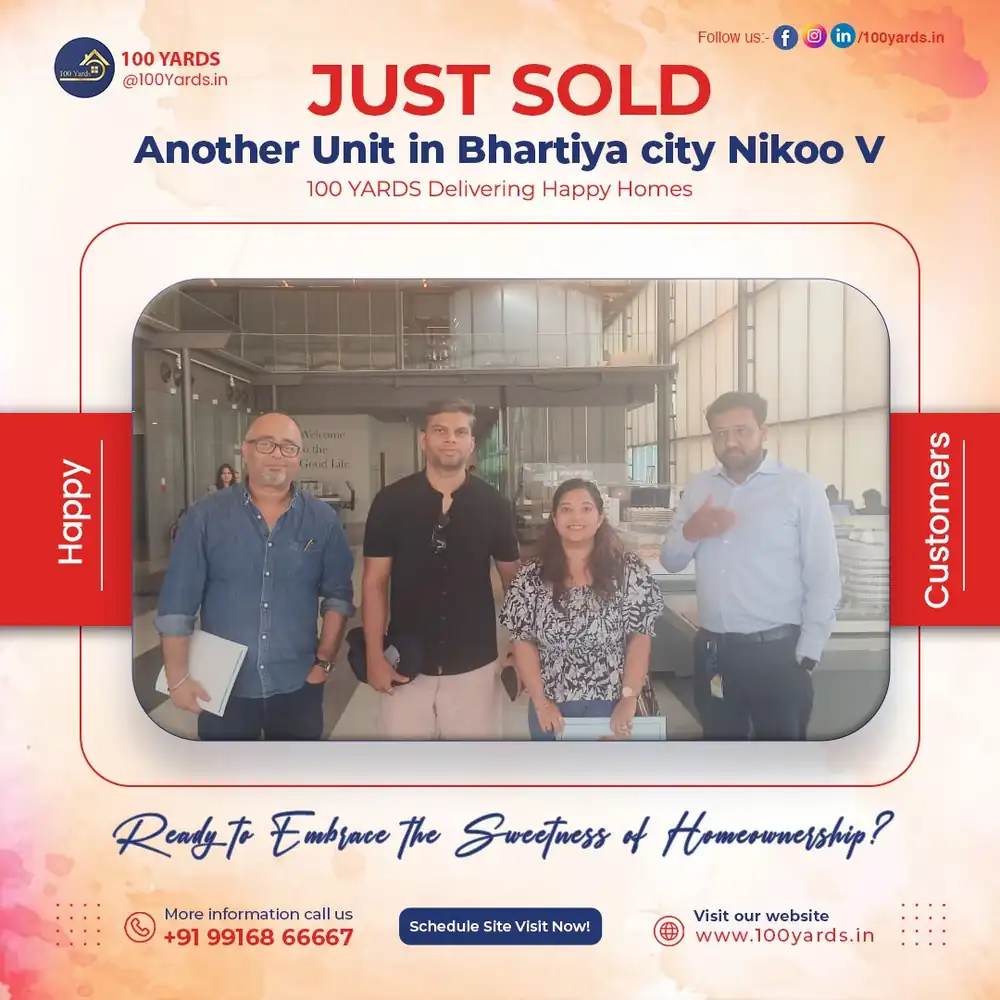 100 Yards
100 YARDS
@100Yards.in
Follow us:- /100yards.in
JUST SOLD
Another Unit in Bhartiya city Nikoo V
100 YARDS Delivering Happy Homes
Happy
Welcome
to the
Good Life.
Customers
Ready to Embrace the Sweetness of Homeownership?
More information call us
+91 99168 66667
Schedule Site Visit Now!
Visit our website
www.100yards.in